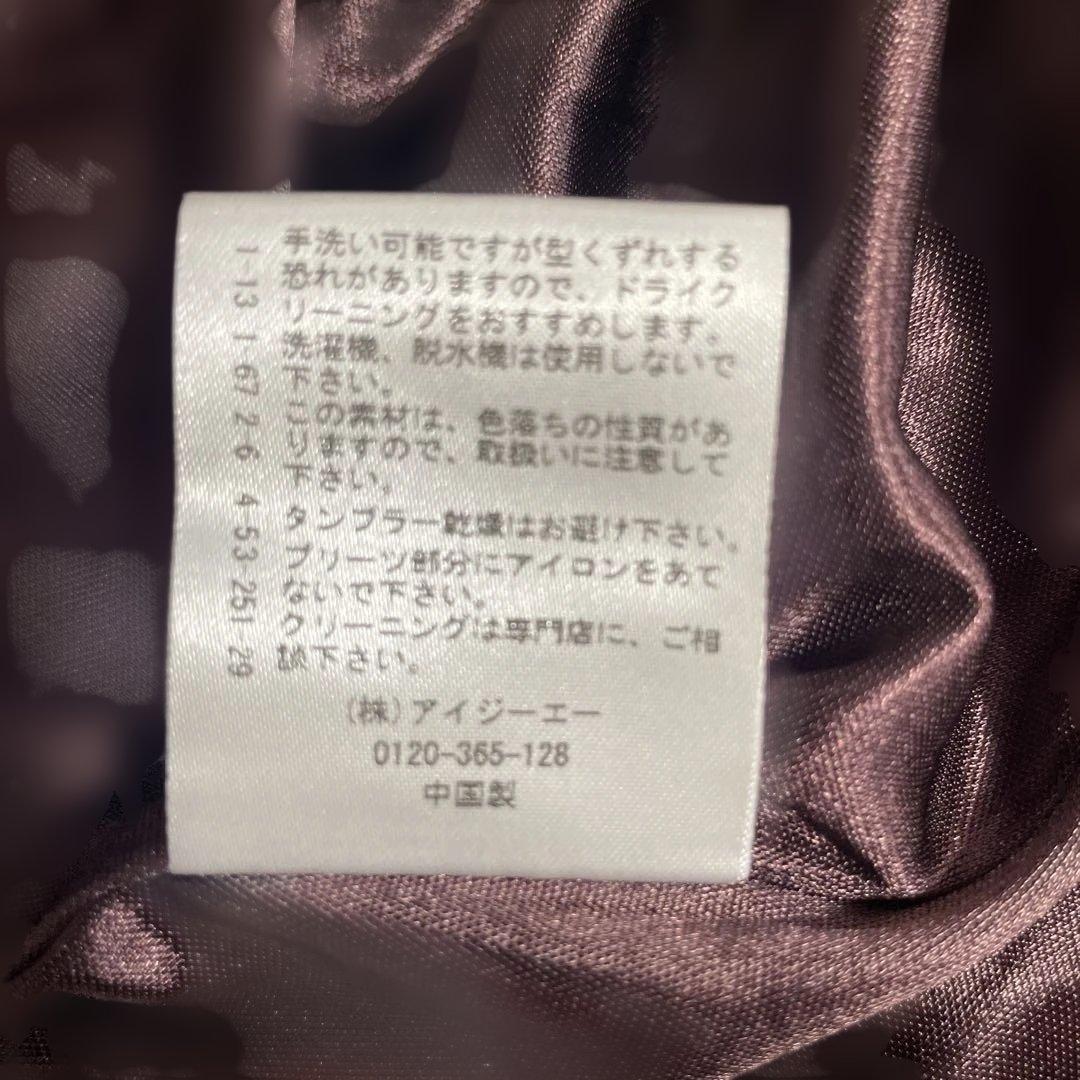 手洗い可能ですが型くずれする
恐れがありますので、ドライク
リーニングをおすすめします。
洗濯機、脱水機は使用しないで
下さい。
この素材は、色落ちの性質があ
りますので、取扱いに注意して
下さい。
タンブラー乾燥はお避け下さい。
プリーツ部分にアイロンをあて
ないで下さい。
クリーニングは専門店に、ご相
談下さい。
(株)アイジーエー
0120-365-128
中国製
1-13 1-67 2-6 4 53-251-29